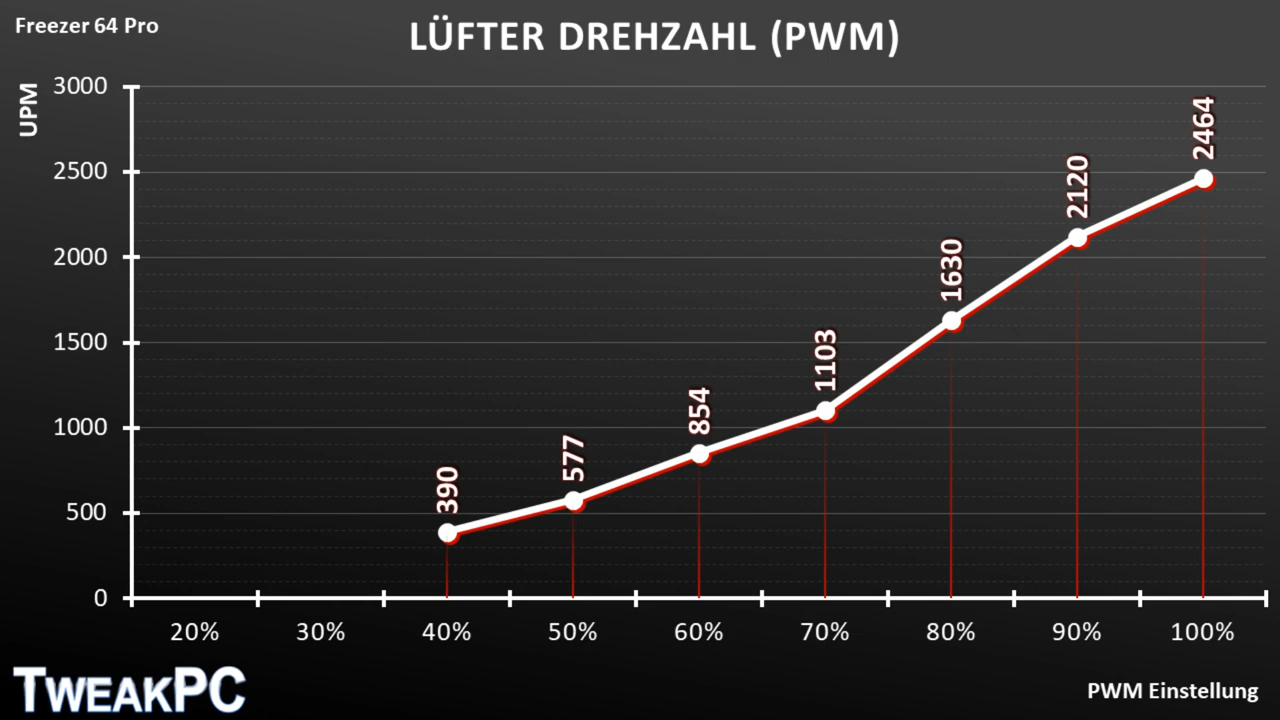 Freezer 64 Pro
LÜFTER DREHZAHL (PWM)
UPM
3000
2500
2000
1500
1000
500
0
390
577
854
1103
1630
2120
2464
20% 30% 40% 50% 60% 70% 80% 90% 100%
TWEAKPC
PWM Einstellung